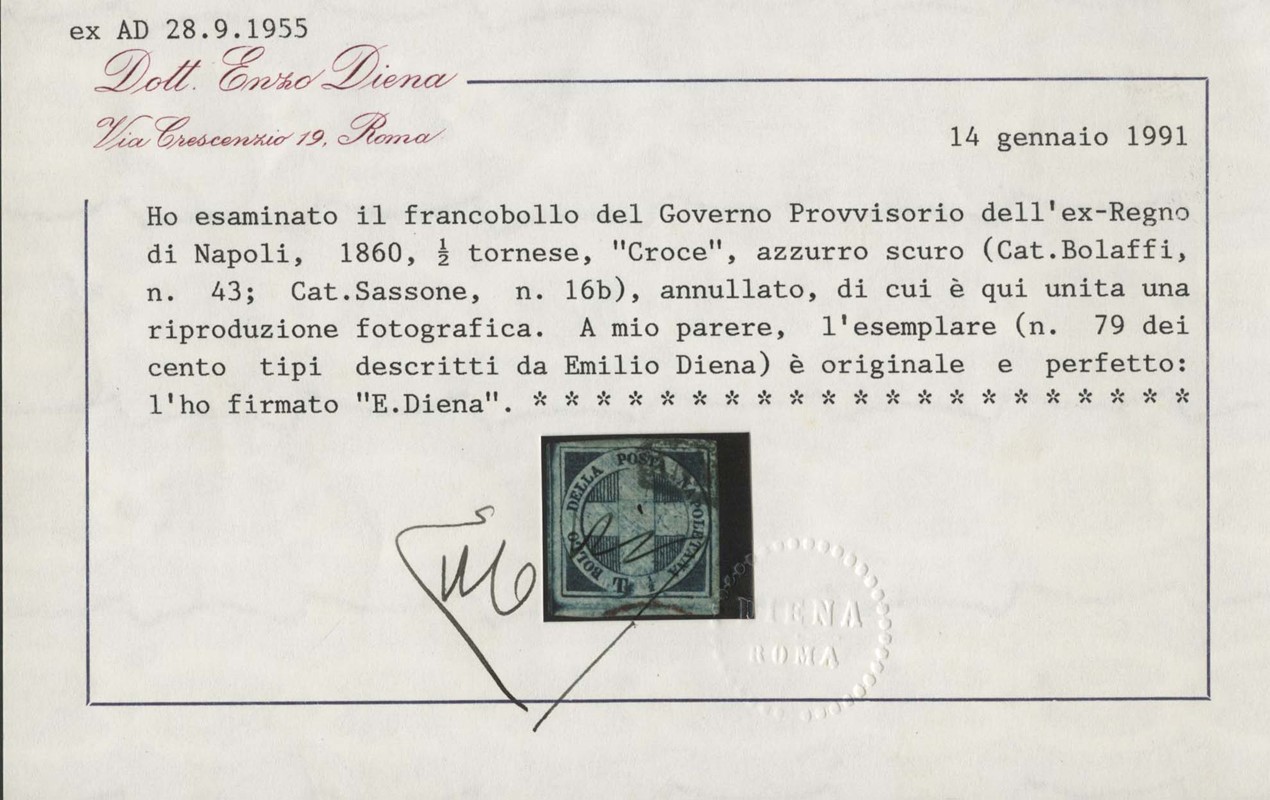 ex AD 28.9.1955
Dott. Enzo Diena
Via Crescenzio 19, Roma
14 gennaio 1991
Ho esaminato il francobollo del Governo Provvisorio dell'ex-Regno
di Napoli, 1860, ½ tornese, "Croce", azzurro scuro (Cat.Bolaffi,
n. 43; Cat.Sassone, n. 16b), annullato, di cui è qui unita una
riproduzione fotografica. A mio parere, l'esemplare (n. 79 dei
cento tipi descritti da Emilio Diena) è originale e perfetto:
l'ho firmato "E.Diena". * * * * * * * * * * * * * * * * * * * * *
BOLLO DELLA POSTA NAPOLETANA
T ½
DIENA
ROMA